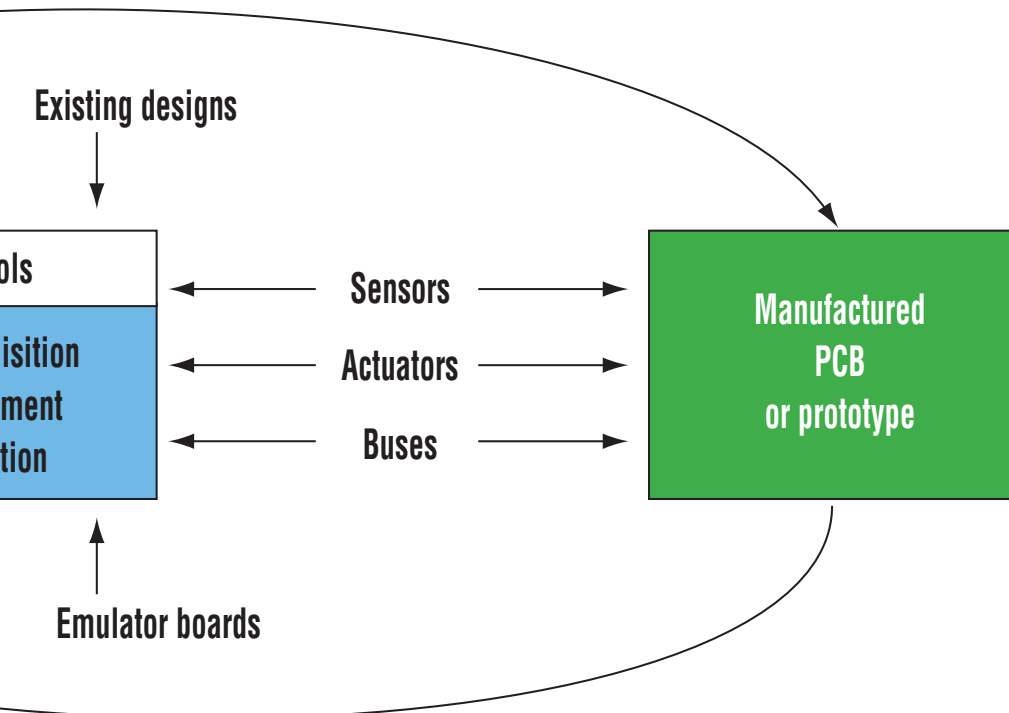 Existing designs
ols
isition
ment
tion
Sensors
Actuators
Buses
Manufactured
PCB
or prototype
Emulator boards